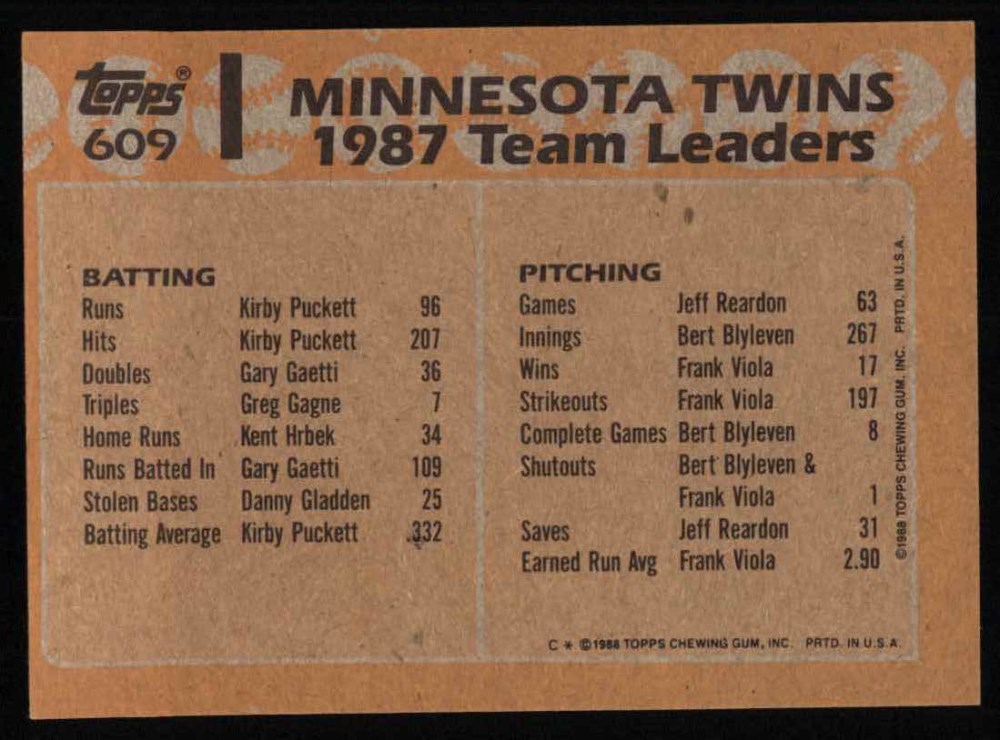 topps®
609
MINNESOTA TWINS
1987 Team Leaders
BATTING
Runs Kirby Puckett 96
Hits Kirby Puckett 207
Doubles Gary Gaetti 36
Triples Greg Gagne 7
Home Runs Kent Hrbek 34
Runs Batted In Gary Gaetti 109
Stolen Bases Danny Gladden 25
Batting Average Kirby Puckett .332
PITCHING
Games Jeff Reardon 63
Innings Bert Blyleven 267
Wins Frank Viola 17
Strikeouts Frank Viola 197
Complete Games Bert Blyleven 8
Shutouts Bert Blyleven &
Frank Viola 1
Saves Jeff Reardon 31
Earned Run Avg Frank Viola 2.90
©1988 TOPPS CHEWING GUM, INC. PRTD. IN U.S.A.
C * ©1988 TOPPS CHEWING GUM, INC. PRTD. IN U.S.A.